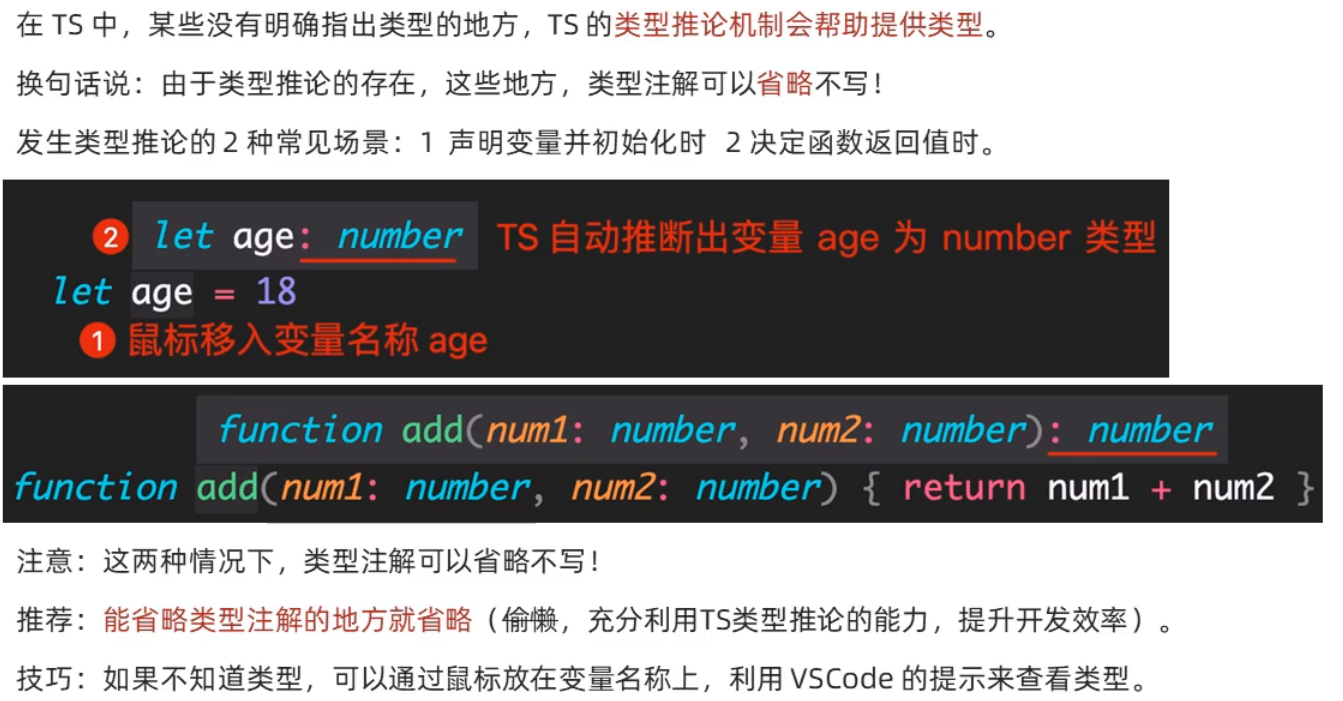 在 TS 中，某些没有明确指出类型的地方，TS 的类型推论机制会帮助提供类型。
换句话说：由于类型推论的存在，这些地方，类型注解可以省略不写！
发生类型推论的 2 种常见场景：1 声明变量并初始化时 2 决定函数返回值时。
2 let age: number TS 自动推断出变量 age 为 number 类型
let age = 18
1 鼠标移入变量名称 age
function add(num1: number, num2: number): number
function add(num1: number, num2: number) { return num1 + num2 }
注意：这两种情况下，类型注解可以省略不写！
推荐：能省略类型注解的地方就省略（偷懒，充分利用TS类型推论的能力，提升开发效率）。
技巧：如果不知道类型，可以通过鼠标放在变量名称上，利用 VSCode 的提示来查看类型。